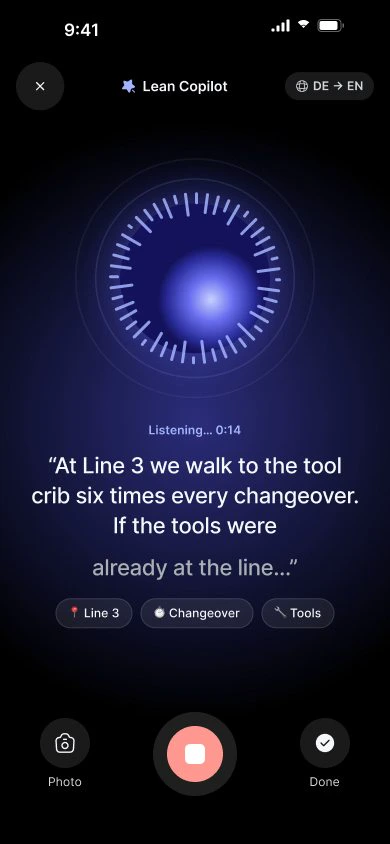 9:41
Lean Copilot
DE → EN
Listening... 0:14
“At Line 3 we walk to the tool
crib six times every changeover.
If the tools were
already at the line...”
Line 3
Changeover
Tools
Photo
Done